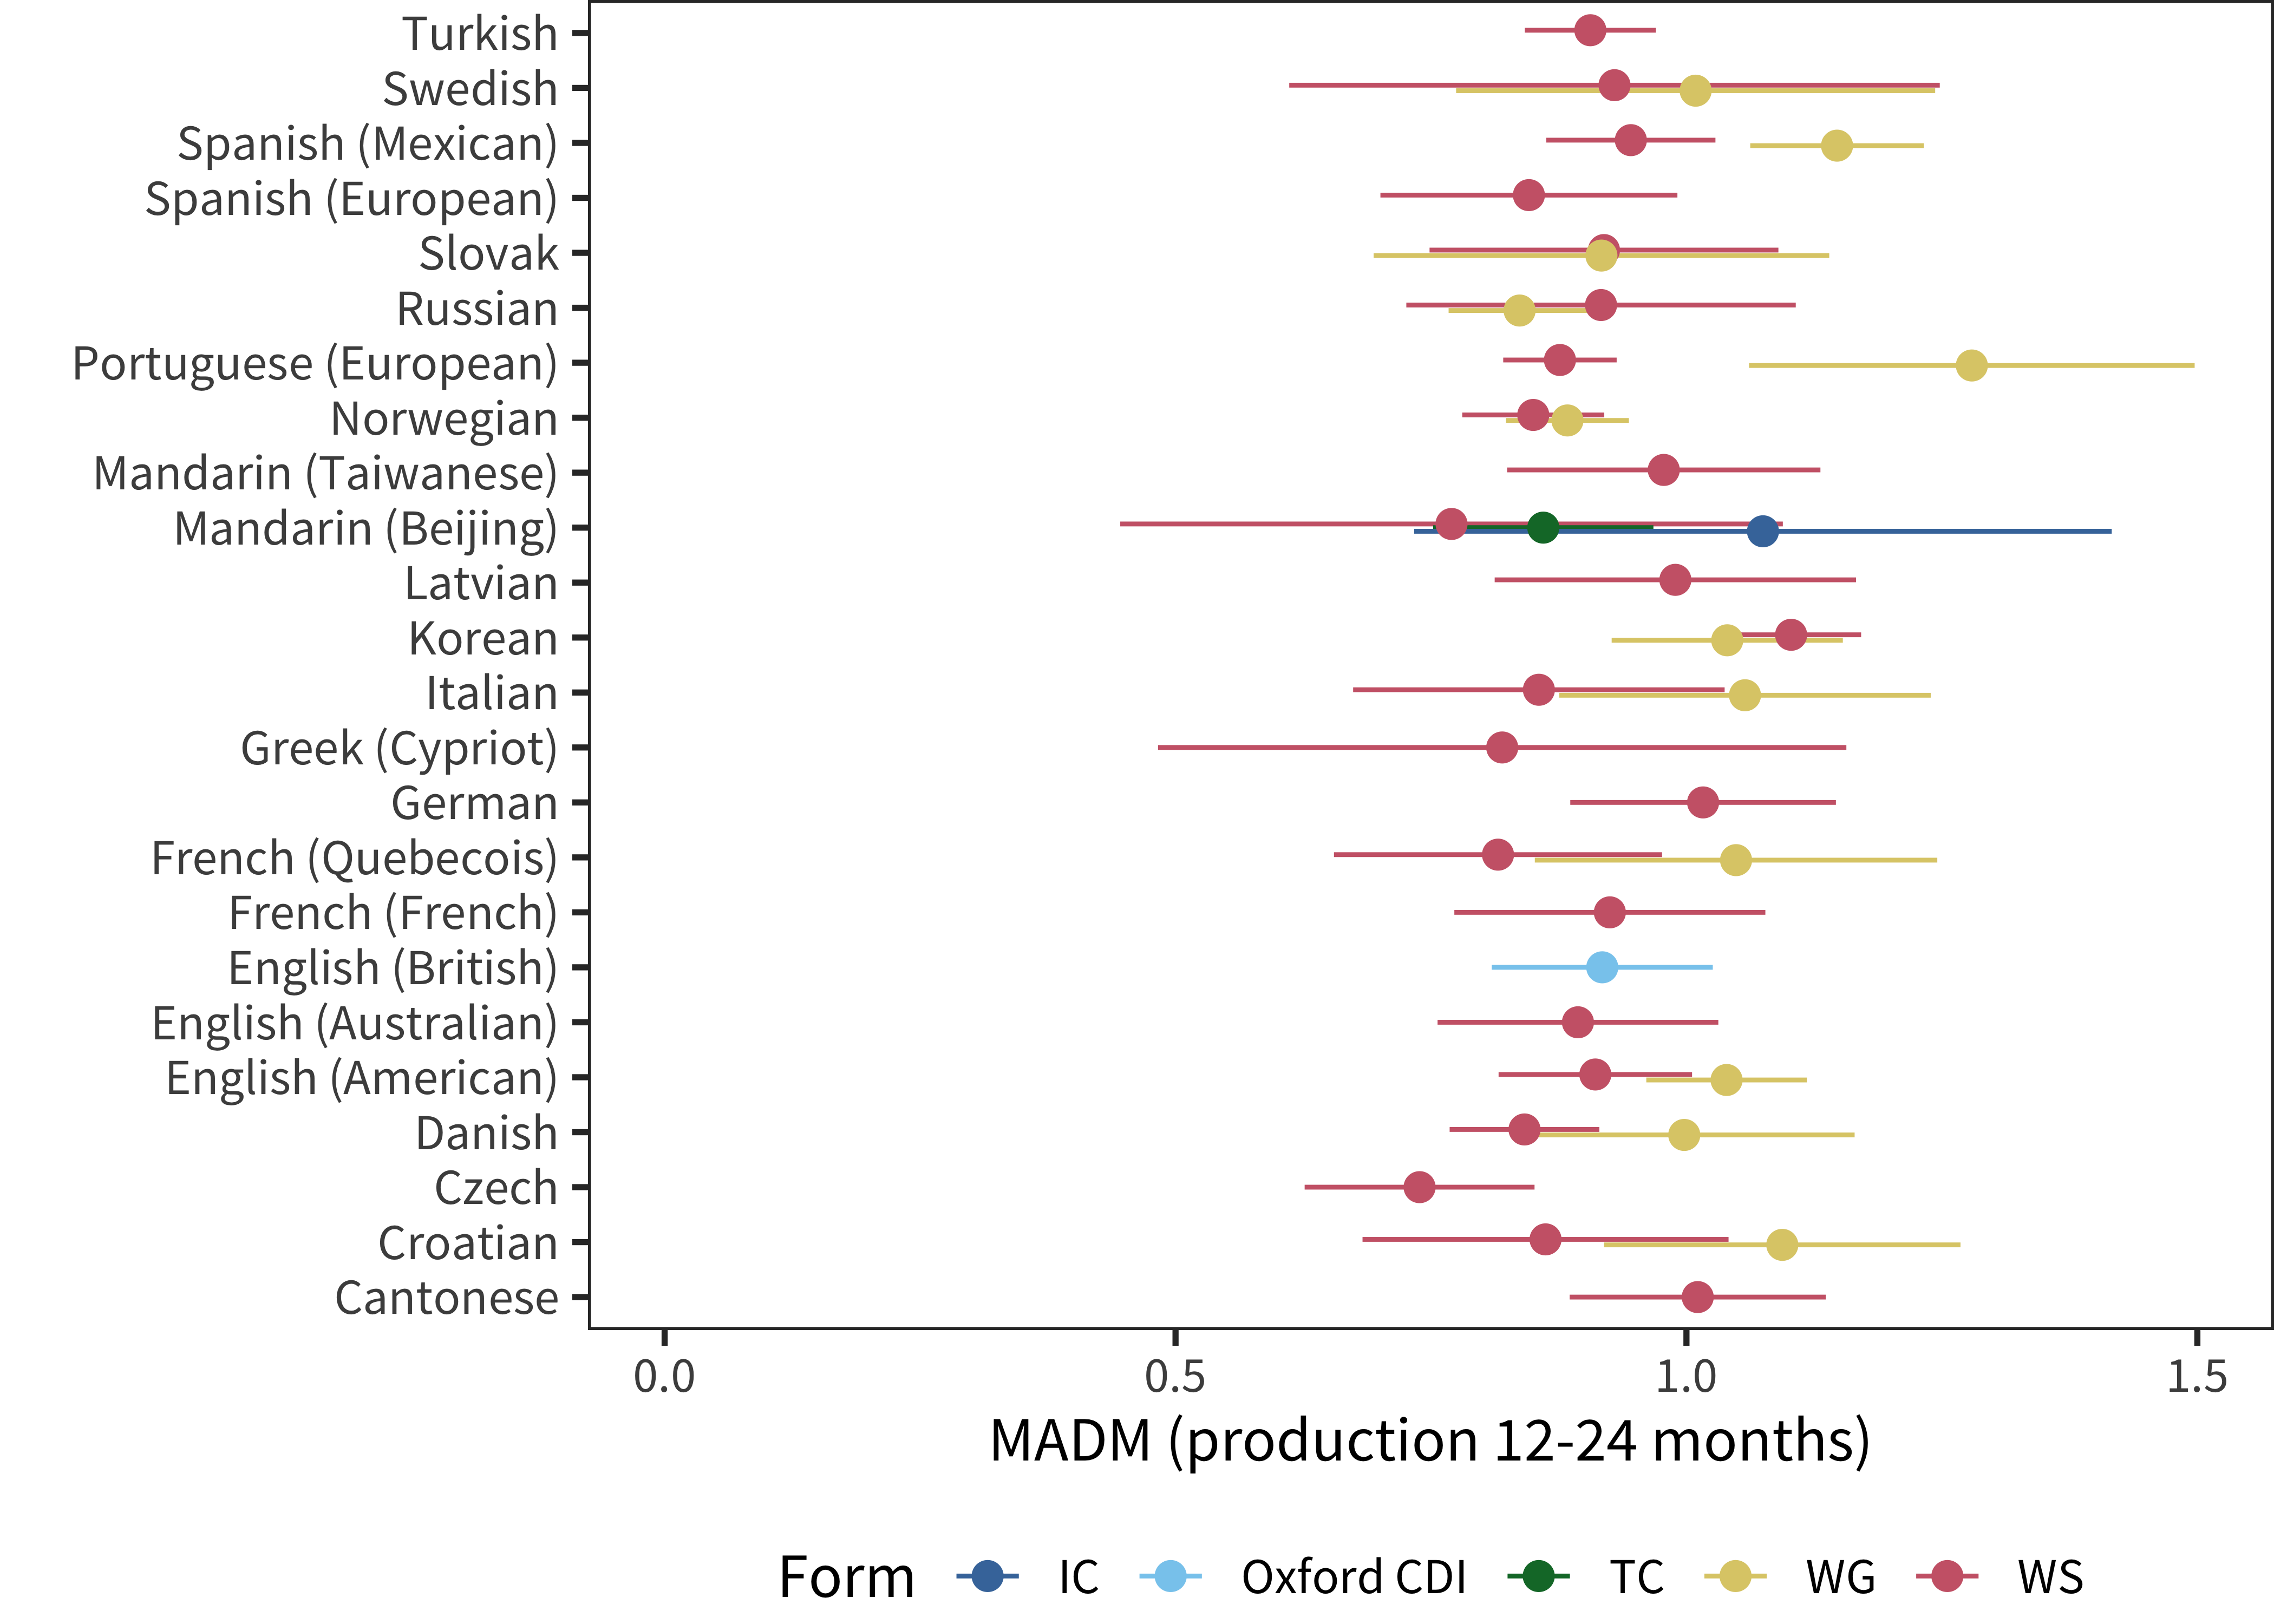 Turkish
Swedish
Spanish (Mexican)
Spanish (European)
Slovak
Russian
Portuguese (European)
Norwegian
Mandarin (Taiwanese)
Mandarin (Beijing)
Latvian
Korean
Italian
Greek (Cypriot)
German
French (Quebecois)
French (French)
English (British)
English (Australian)
English (American)
Danish
Czech
Croatian
Cantonese
0.0 0.5 1.0 1.5
MADM (production 12-24 months)
Form IC Oxford CDI TC WG WS